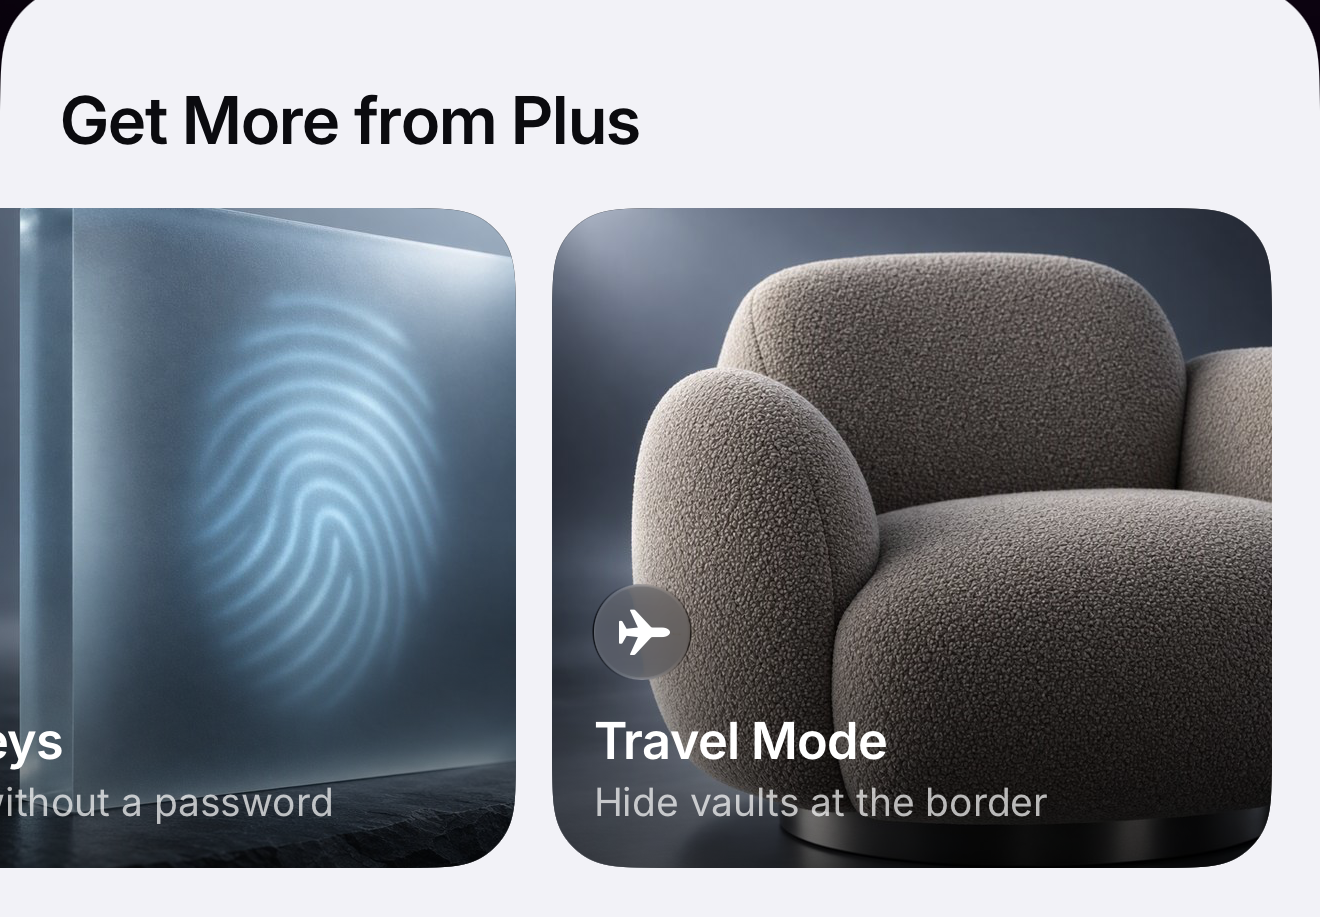 Get More from Plus
eys
without a password
Travel Mode
Hide vaults at the border